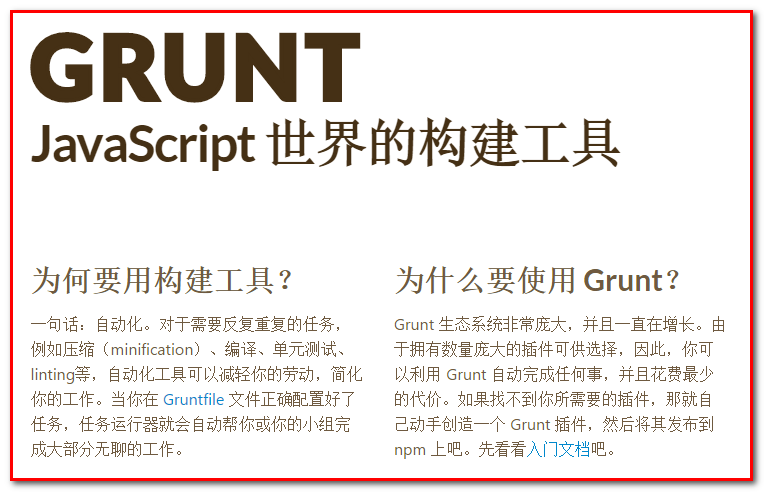 GRUNT
JavaScript 世界的构建工具
为何要用构建工具？
一句话：自动化。对于需要反复重复的任务，
例如压缩（minification）、编译、单元测试、
linting等，自动化工具可以减轻你的劳动，简化
你的工作。当你在 Gruntfile 文件正确配置好了
任务，任务运行器就会自动帮你或你的小组完
成大部分无聊的工作。
为什么要使用 Grunt？
Grunt 生态系统非常庞大，并且一直在增长。由
于拥有数量庞大的插件可供选择，因此，你可
以利用 Grunt 自动完成任何事，并且花费最少
的代价。如果找不到你所需要的插件，那就自
己动手创造一个 Grunt 插件，然后将其发布到
npm 上吧。先看看入门文档吧。